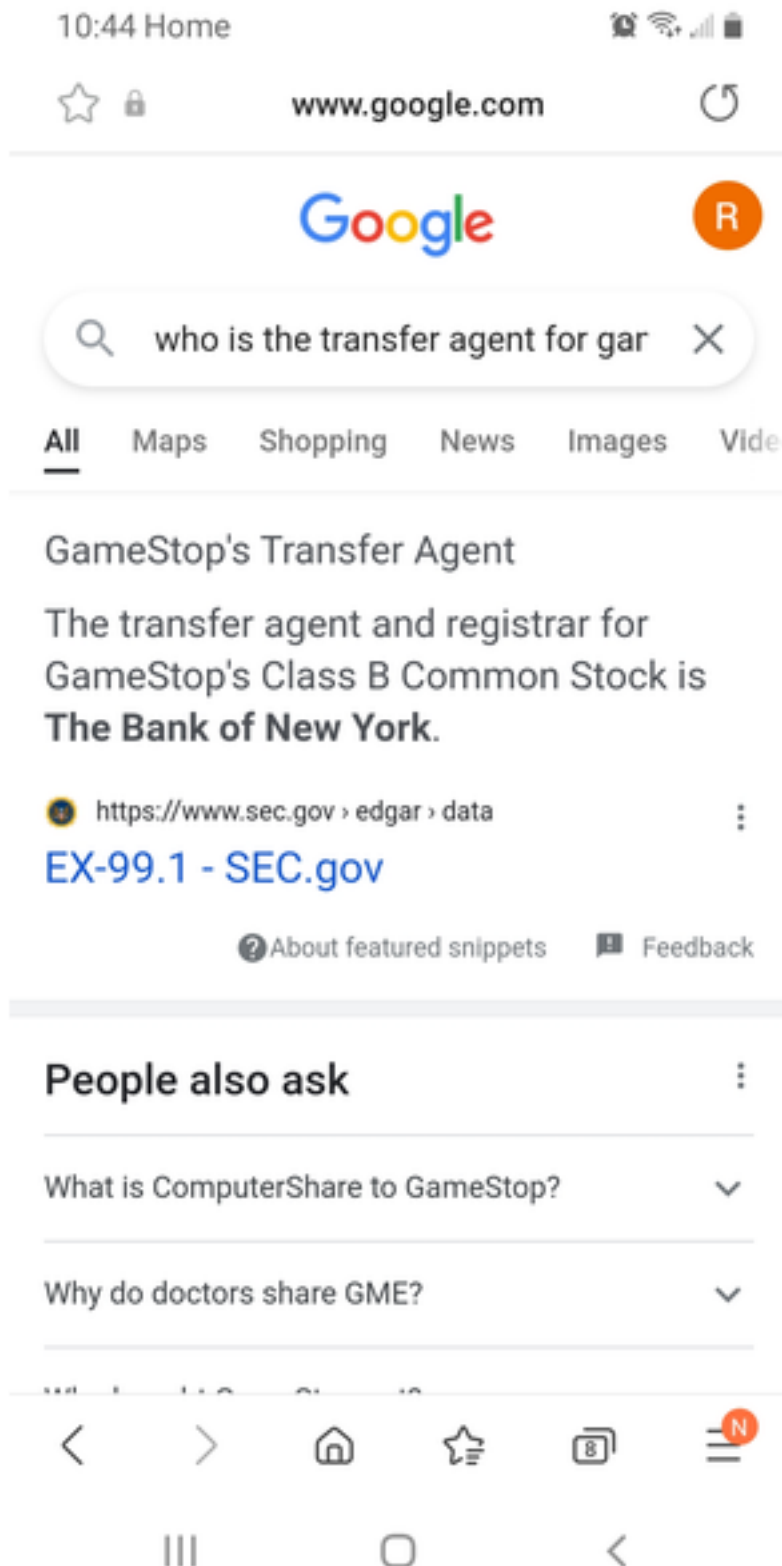 10:44 Home
www.google.com
Google
R
who is the transfer agent for gar
All Maps Shopping News Images Vide
GameStop's Transfer Agent
The transfer agent and registrar for
GameStop's Class B Common Stock is
The Bank of New York.
https://www.sec.gov › edgar › data
EX-99.1 - SEC.gov
About featured snippets Feedback
People also ask
What is ComputerShare to GameStop?
Why do doctors share GME?
8
N